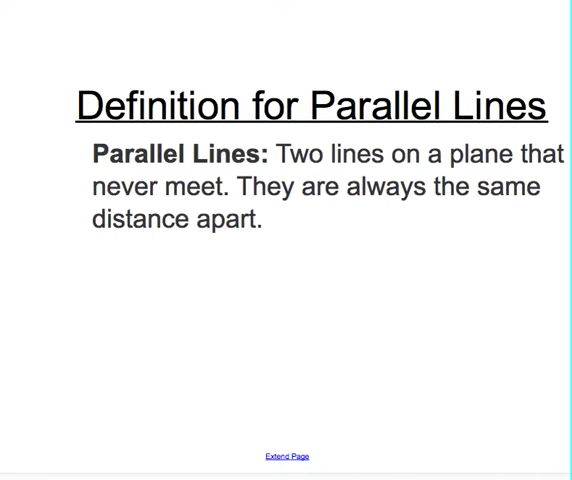 Definition for Parallel Lines
Parallel Lines: Two lines on a plane that
never meet. They are always the same
distance apart.
Extend Page